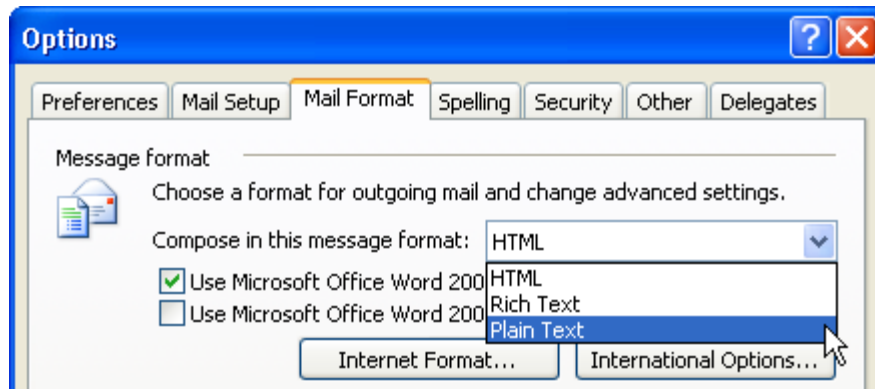 Options
Preferences Mail Setup Mail Format Spelling Security Other Delegates
Message format
Choose a format for outgoing mail and change advanced settings.
Compose in this message format: HTML
Use Microsoft Office Word 200
HTML
Use Microsoft Office Word 200
Rich Text
Plain Text
Internet Format... International Options...